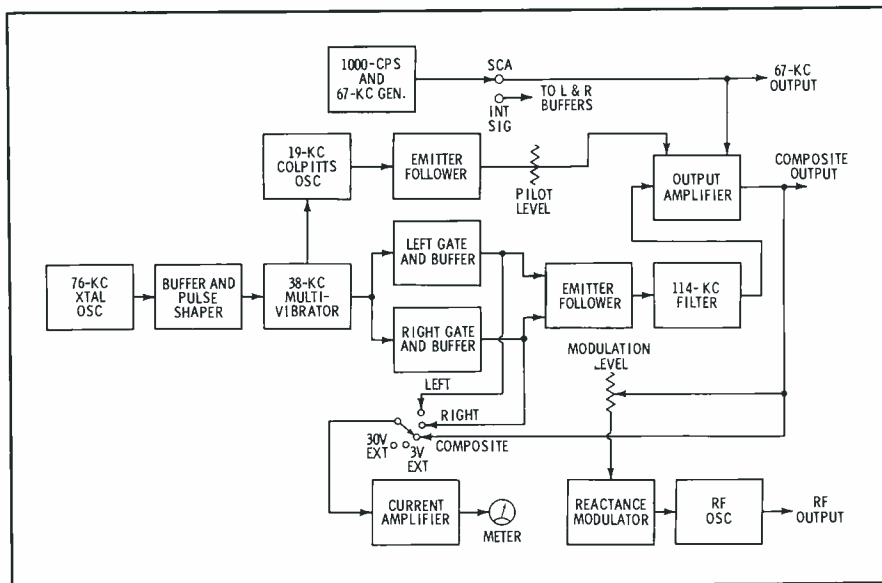 1000-CPS
AND
67-KC GEN.
SCA
INT
SIG
TO L & R
BUFFERS
67-KC
OUTPUT
19-KC
COLPITTS
OSC
EMITTER
FOLLOWER
PILOT
LEVEL
OUTPUT
AMPLIFIER
COMPOSITE
OUTPUT
76-KC
XTAL
OSC
BUFFER AND
PULSE
SHAPER
38-KC
MULTI-
VIBRATOR
LEFT GATE
AND BUFFER
RIGHT GATE
AND BUFFER
EMITTER
FOLLOWER
114-KC
FILTER
MODULATION
LEVEL
LEFT
RIGHT
COMPOSITE
30V
EXT
3V
EXT
CURRENT
AMPLIFIER
METER
REACTANCE
MODULATOR
RF
OSC
RF
OUTPUT